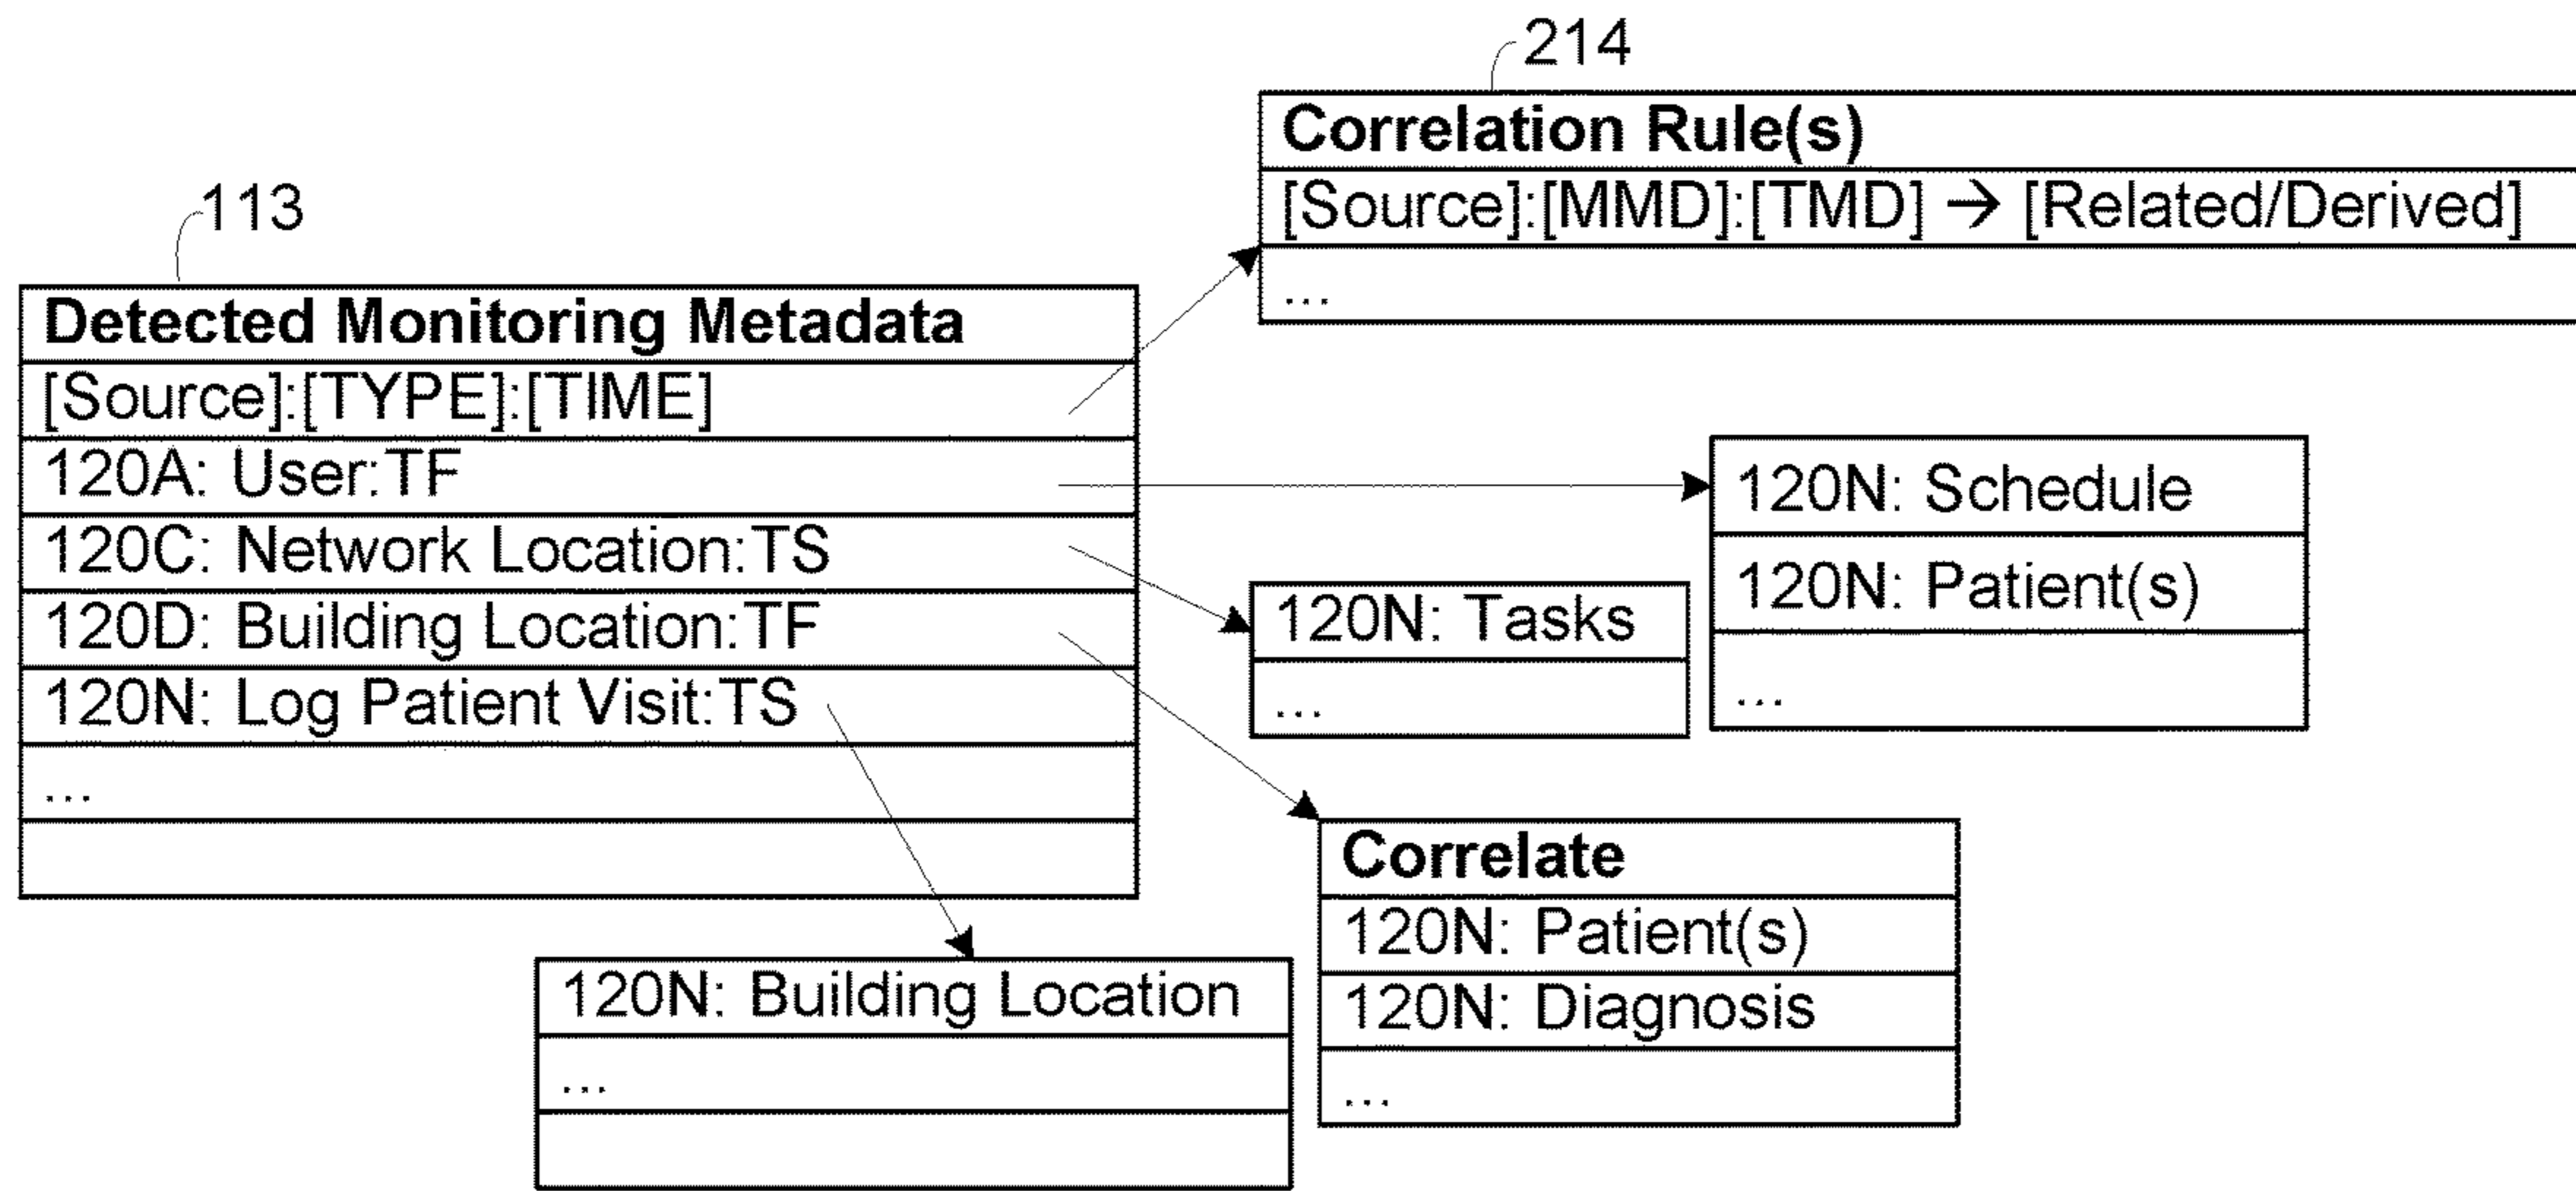 214
Correlation Rule(s)
[Source]:[MMD]:[TMD] → [Related/Derived]
...
113
Detected Monitoring Metadata
[Source]:[TYPE]:[TIME]
120A: User:TF
120C: Network Location:TS
120D: Building Location:TF
120N: Log Patient Visit:TS
...
120N: Schedule
120N: Patient(s)
...
120N: Tasks
...
Correlate
120N: Patient(s)
120N: Diagnosis
...
120N: Building Location
...